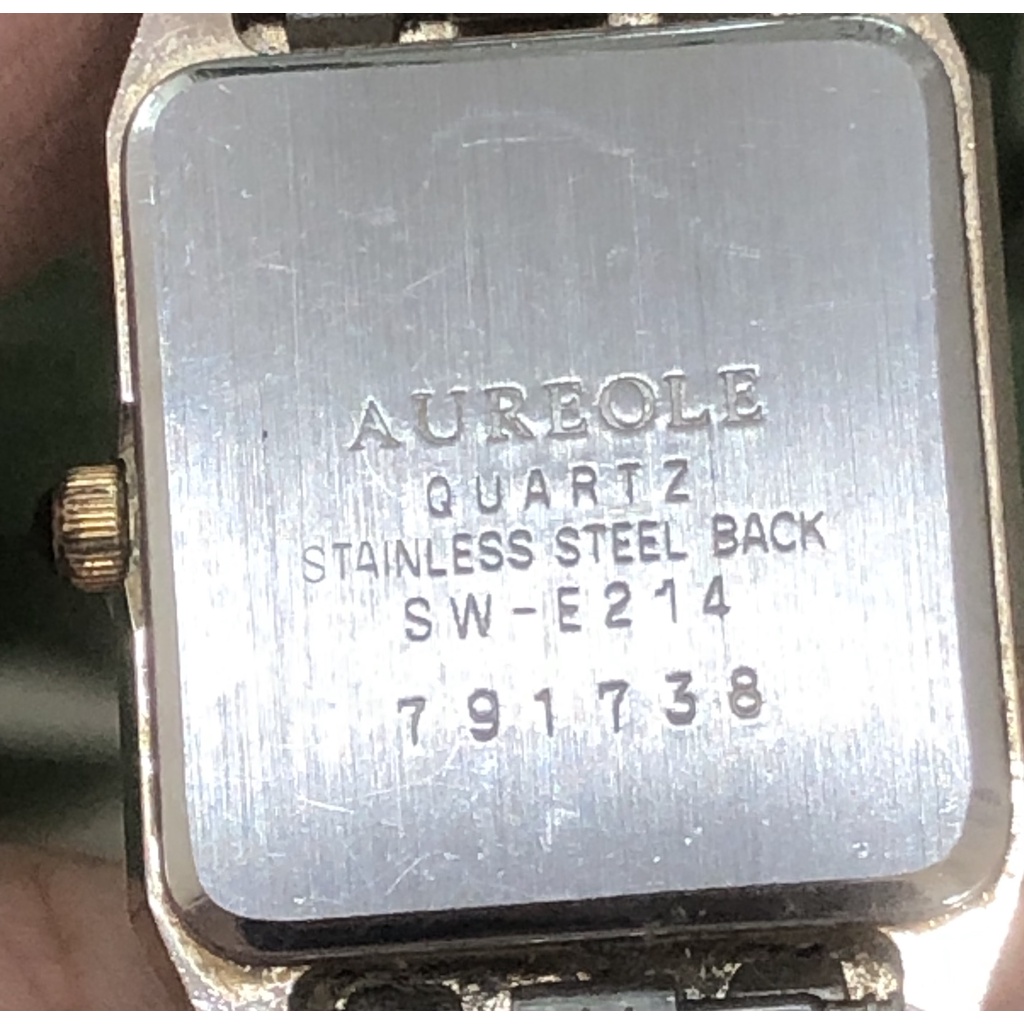 AUREOLE
QUARTZ
STAINLESS STEEL BACK
SW-E214
791738